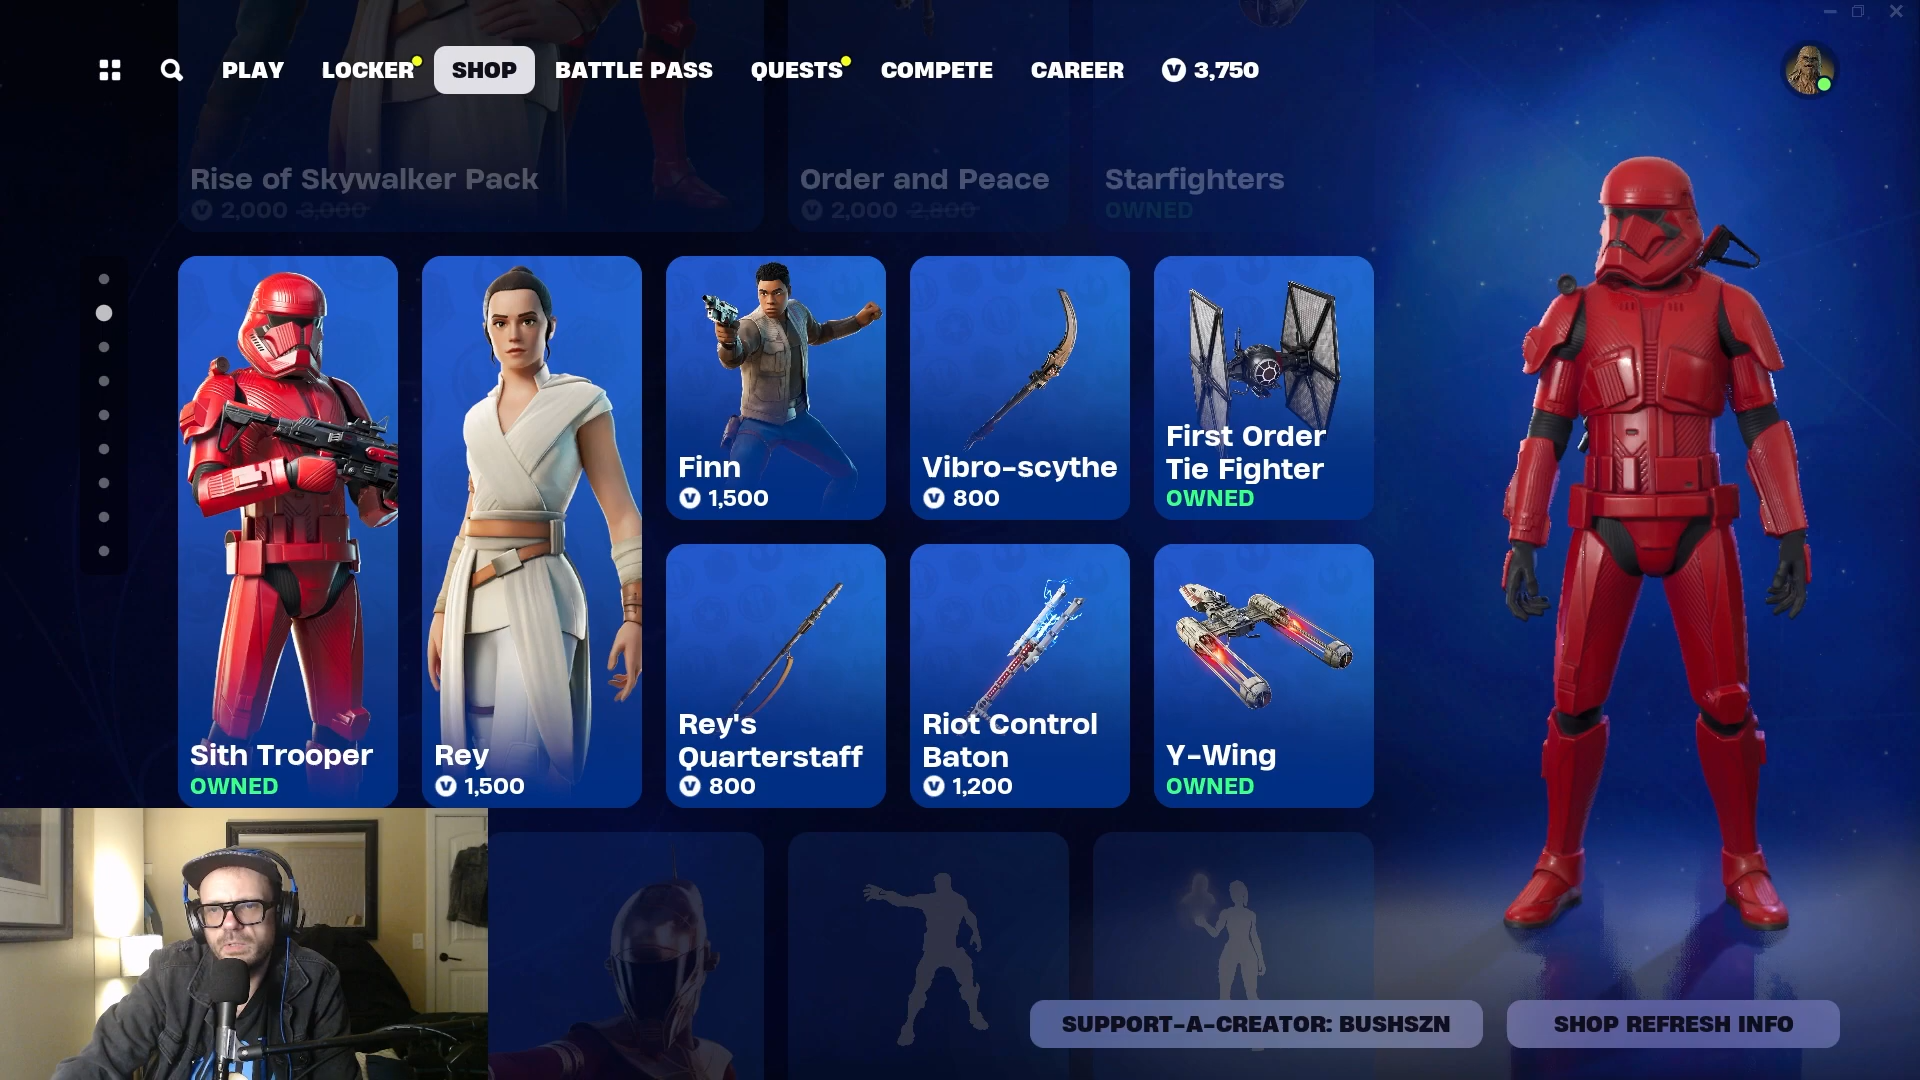 PLAY
LOCKER
SHOP
BATTLE PASS
QUESTS
COMPETE
CAREER
3,750
Rise of Skywalker Pack
2,000 3,000
Order and Peace
2,000 2,800
Starfighters
OWNED
Sith Trooper
OWNED
Rey
1,500
Finn
1,500
Vibro-scythe
800
First Order
Tie Fighter
OWNED
Rey's
Quarterstaff
800
Riot Control
Baton
1,200
Y-Wing
OWNED
SUPPORT-A-CREATOR: BUSHSZN
SHOP REFRESH INFO